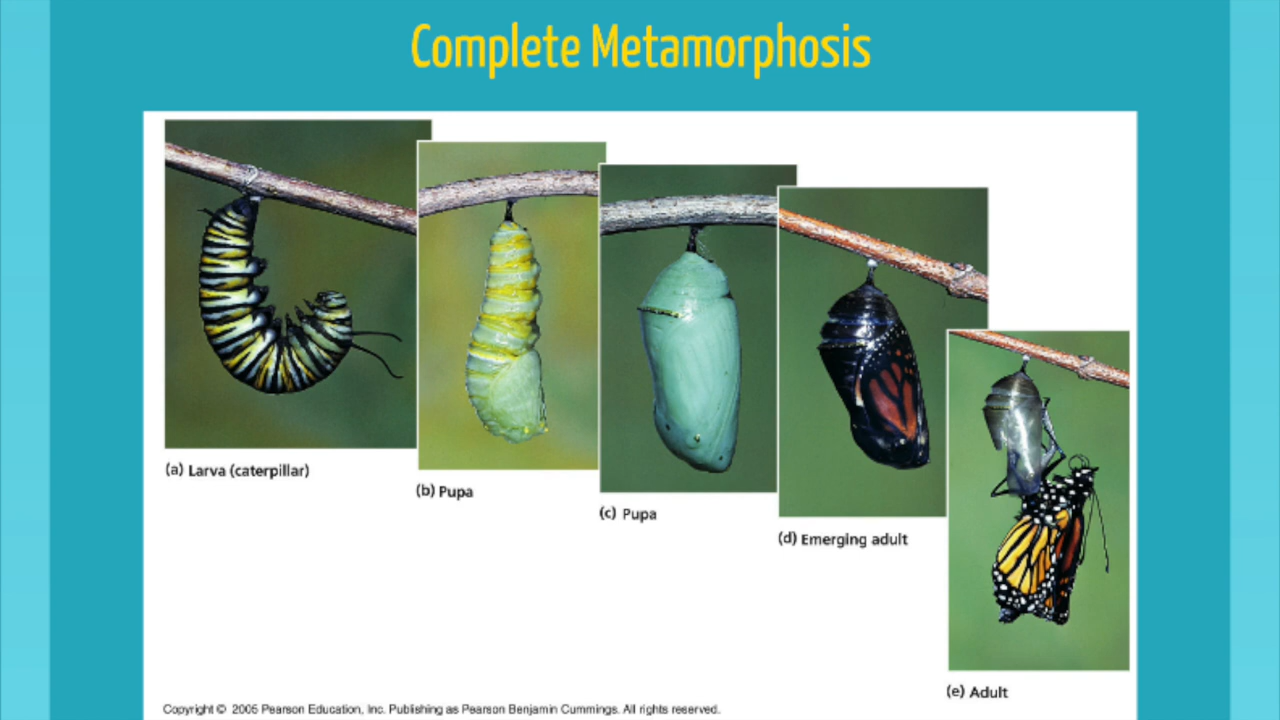 Complete Metamorphosis
(a) Larva (caterpillar)
(b) Pupa
(c) Pupa
(d) Emerging adult
(e) Adult
Copyright © 2005 Pearson Education, Inc. Publishing as Pearson Benjamin Cummings. All rights reserved.